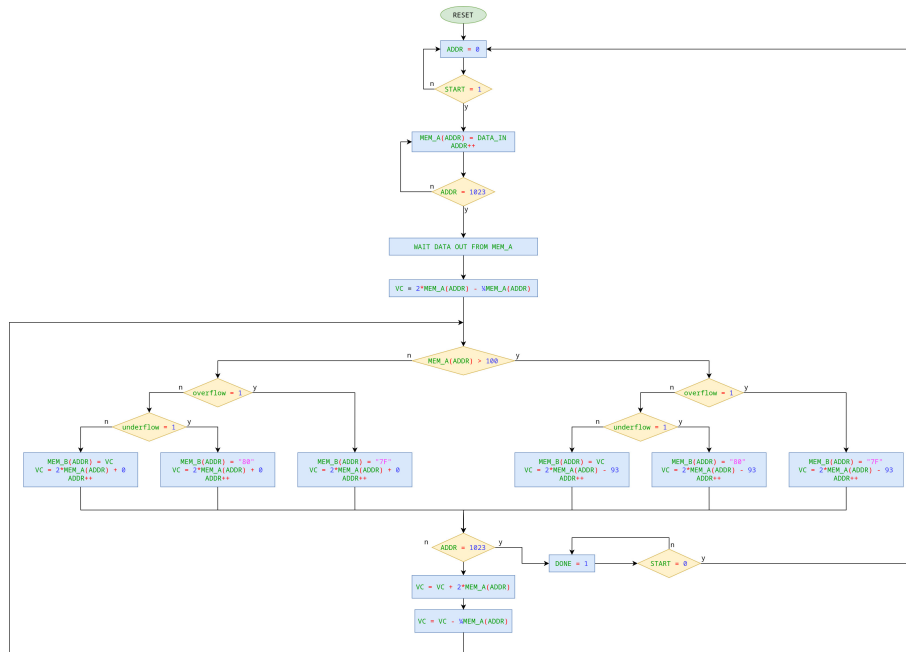 RESET
ADDR = 0
n
START = 1
y
MEM_A(ADDR) = DATA_IN
ADDR++
n
ADDR = 1023
y
WAIT DATA OUT FROM MEM_A
VC = 2*MEM_A(ADDR) - ¼MEM_A(ADDR)
n
MEM_A(ADDR) > 100
y
n
overflow = 1
y
n
overflow = 1
y
n
underflow = 1
y
n
underflow = 1
y
MEM_B(ADDR) = VC
VC = 2*MEM_A(ADDR) + 0
ADDR++
MEM_B(ADDR) = "80"
VC = 2*MEM_A(ADDR) + 0
ADDR++
MEM_B(ADDR) = "7F"
VC = 2*MEM_A(ADDR) + 0
ADDR++
MEM_B(ADDR) = VC
VC = 2*MEM_A(ADDR) - 93
ADDR++
MEM_B(ADDR) = "80"
VC = 2*MEM_A(ADDR) - 93
ADDR++
MEM_B(ADDR) = "7F"
VC = 2*MEM_A(ADDR) - 93
ADDR++
n
ADDR = 1023
y
DONE = 1
n
START = 0
y
VC = VC + 2*MEM_A(ADDR)
VC = VC - ¼MEM_A(ADDR)